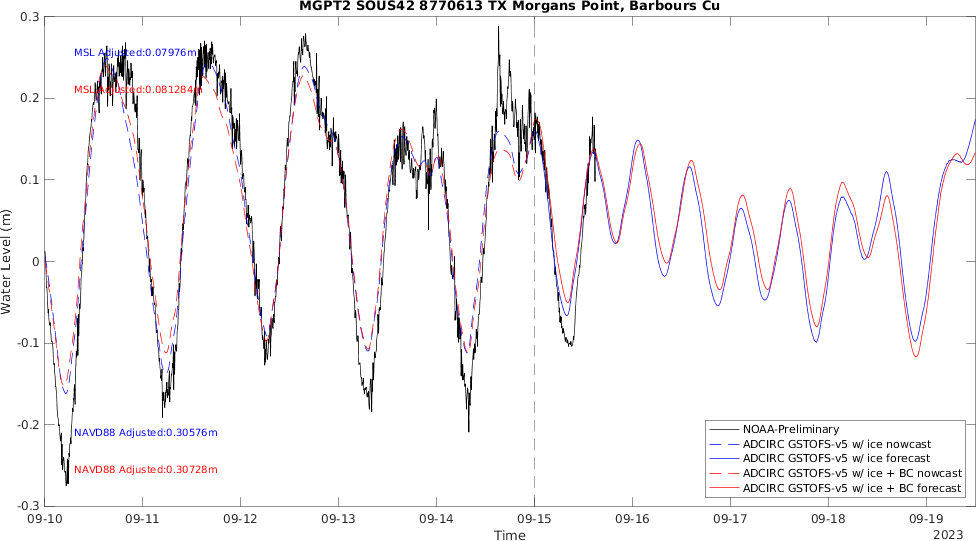 MGPT2 SOUS42 8770613 TX Morgans Point, Barbours Cu
0.3
MSL Adjusted:0.07976m
MSL Adjusted:0.081284m
0.2
0.1
Water Level (m)
0
-0.1
-0.2
NAVD88 Adjusted:0.30576m
NAVD88 Adjusted:0.30728m
-0.3
NOAA-Preliminary
ADCIRC GSTOFS-v5 w/ ice nowcast
ADCIRC GSTOFS-v5 w/ ice forecast
ADCIRC GSTOFS-v5 w/ ice + BC nowcast
ADCIRC GSTOFS-v5 w/ ice + BC forecast
09-10 09-11 09-12 09-13 09-14 09-15 09-16 09-17 09-18 09-19
Time
2023